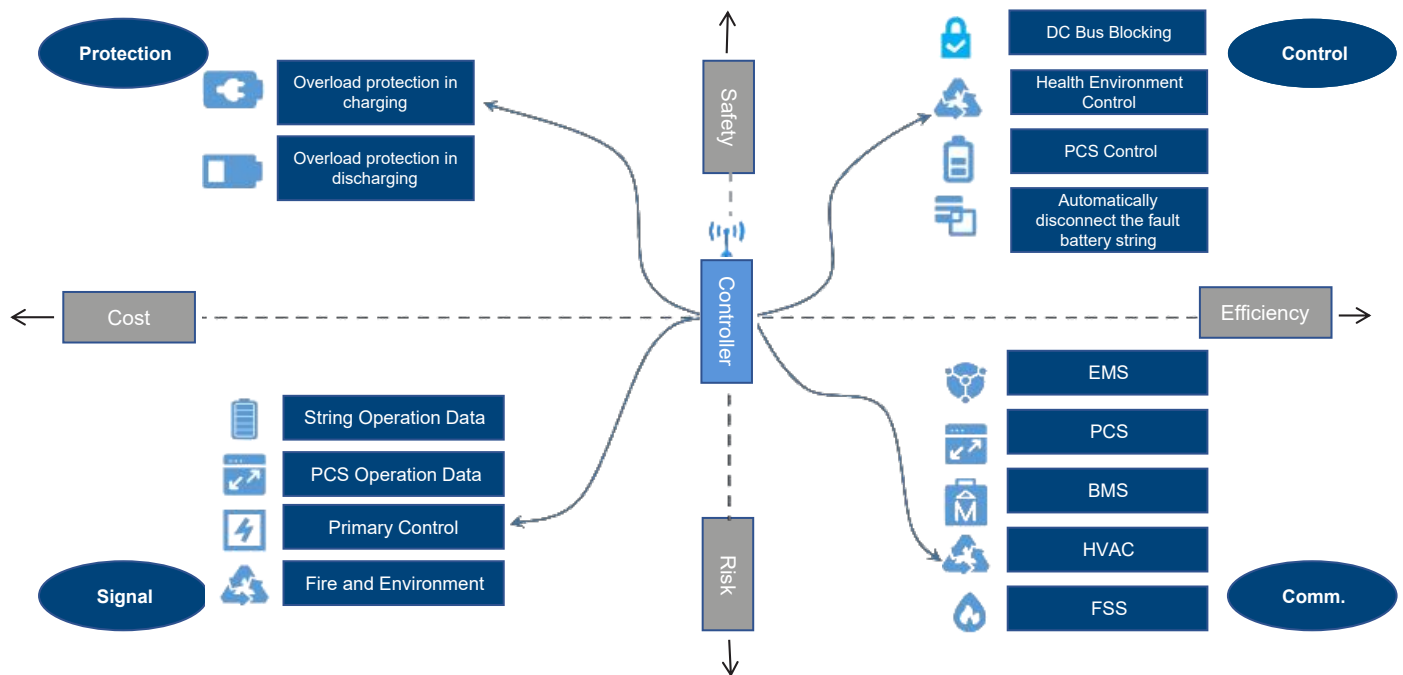 Protection
Overload protection in
charging
Overload protection in
discharging
Safety
DC Bus Blocking
Health Environment
Control
PCS Control
Automatically
disconnect the fault
battery string
Control
Cost
Controller
Efficiency
String Operation Data
PCS Operation Data
Primary Control
Fire and Environment
Signal
Risk
EMS
PCS
BMS
M
HVAC
FSS
Comm.